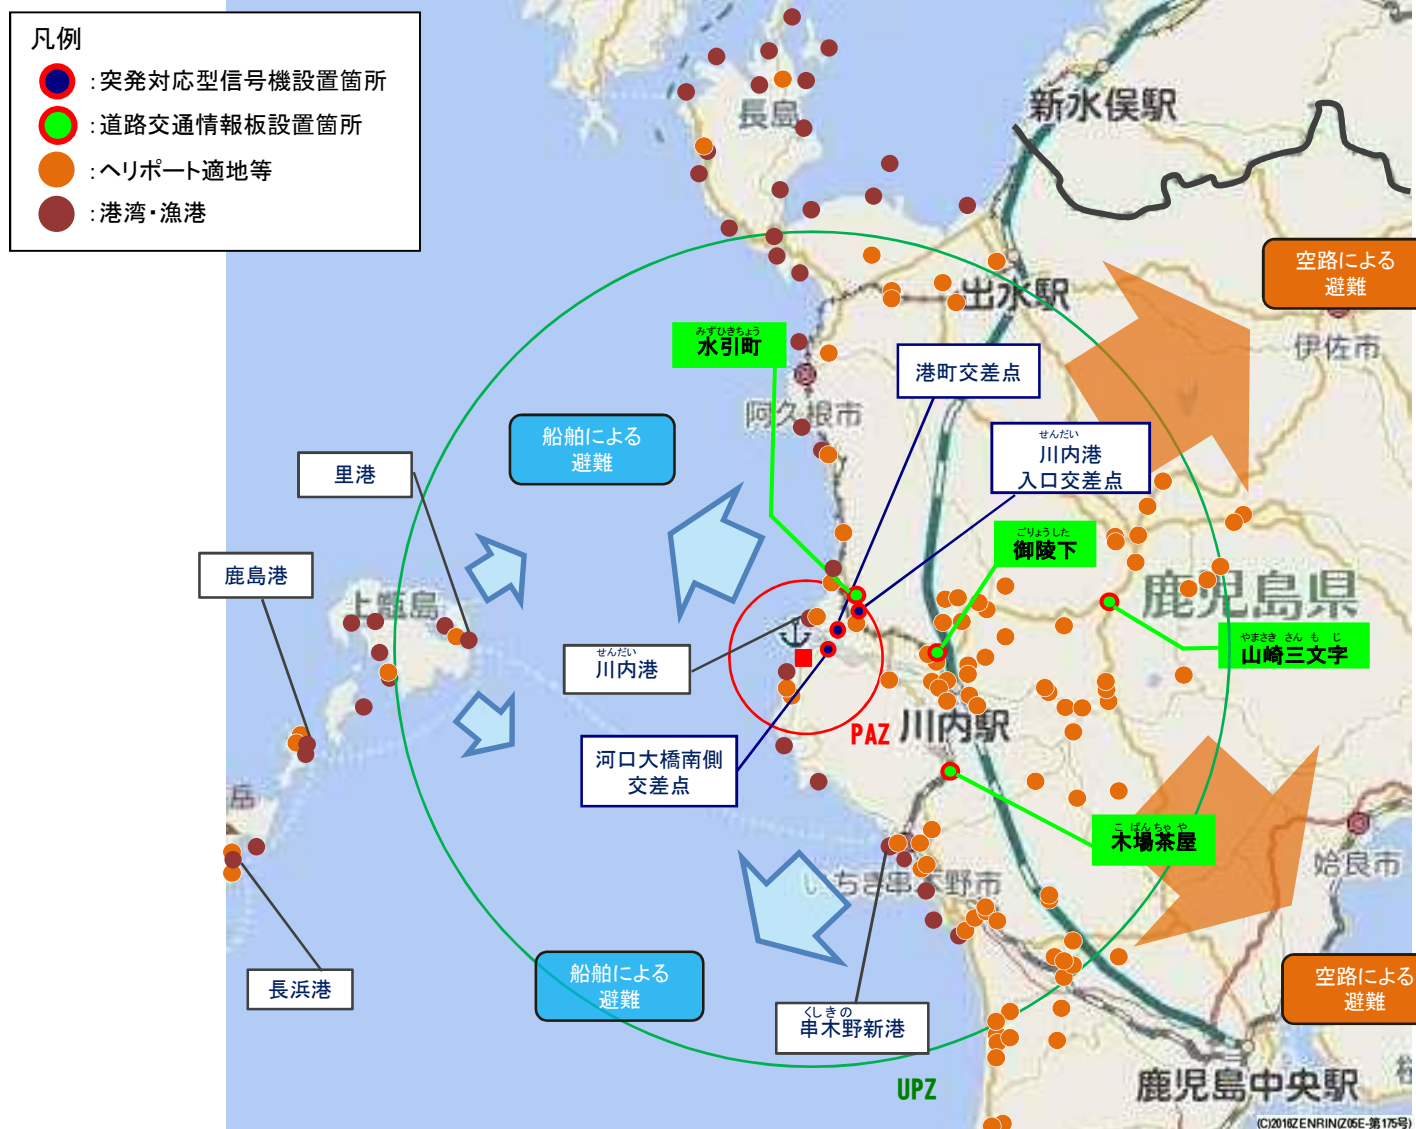 凡例
：突発対応型信号機設置箇所
：道路交通情報板設置箇所
：ヘリポート適地等
：港湾・漁港
長島
新水俣駅
空路による
避難
出水駅
伊佐市
みずひきちょう
水引町
港町交差点
阿久根市
船舶による
避難
せんだい
川内港
入口交差点
里港
ごりょうした
御陵下
鹿島港
上甑島
鹿児島県
やまさき さん も じ
山崎三文字
せんだい
川内港
PAZ
川内駅
河口大橋南側
交差点
岳
こ ばんちゃ や
木場茶屋
いちき串木野市
姶良市
船舶による
避難
長浜港
空路による
避難
くしきの
串木野新港
UPZ
鹿児島中央駅
(C)2016ZENRIN(Z05E-第175号)